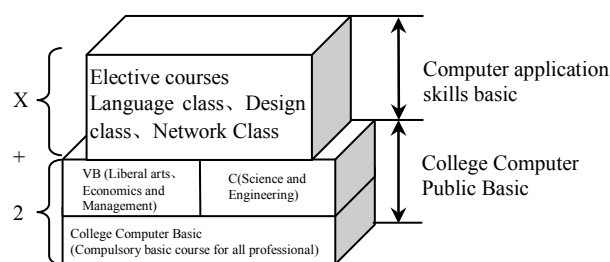 X
+
2
Elective courses
Language class、Design
class、Network Class
VB (Liberal arts、
Economics and
Management)
C(Science and
Engineering)
College Computer Basic
(Compulsory basic course for all professional)
Computer application
skills basic
College Computer
Public Basic